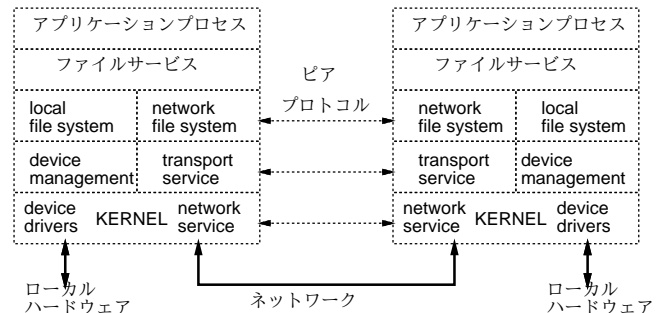 アプリケーションプロセス
ファイルサービス
local
file system
network
file system
device
management
transport
service
device
drivers
KERNEL
network
service
ローカル
ハードウェア
ピア
プロトコル
ネットワーク
アプリケーションプロセス
ファイルサービス
network
file system
local
file system
transport
service
device
management
network
service
KERNEL
device
drivers
ローカル
ハードウェア